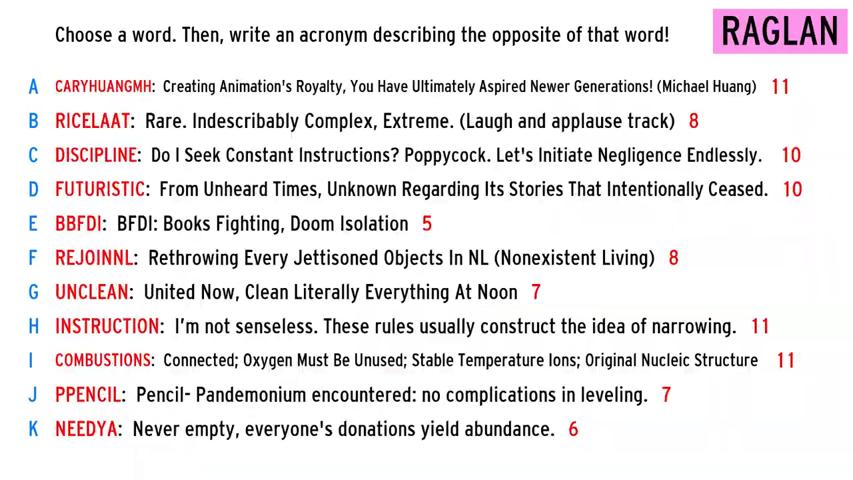 Choose a word. Then, write an acronym describing the opposite of that word!
RAGLAN
A CARYHUANGMH: Creating Animation's Royalty, You Have Ultimately Aspired Newer Generations! (Michael Huang) 11
B RICELAAT: Rare. Indescribably Complex, Extreme. (Laugh and applause track) 8
C DISCIPLINE: Do I Seek Constant Instructions? Poppycock. Let's Initiate Negligence Endlessly. 10
D FUTURISTIC: From Unheard Times, Unknown Regarding Its Stories That Intentionally Ceased. 10
E BBFDI: BFDI: Books Fighting, Doom Isolation 5
F REJOINNL: Rethrowing Every Jettisoned Objects In NL (Nonexistent Living) 8
G UNCLEAN: United Now, Clean Literally Everything At Noon 7
H INSTRUCTION: I'm not senseless. These rules usually construct the idea of narrowing. 11
I COMBUSTIONS: Connected; Oxygen Must Be Unused; Stable Temperature Ions; Original Nucleic Structure 11
J PPENCIL: Pencil- Pandemonium encountered: no complications in leveling. 7
K NEEDYA: Never empty, everyone's donations yield abundance. 6